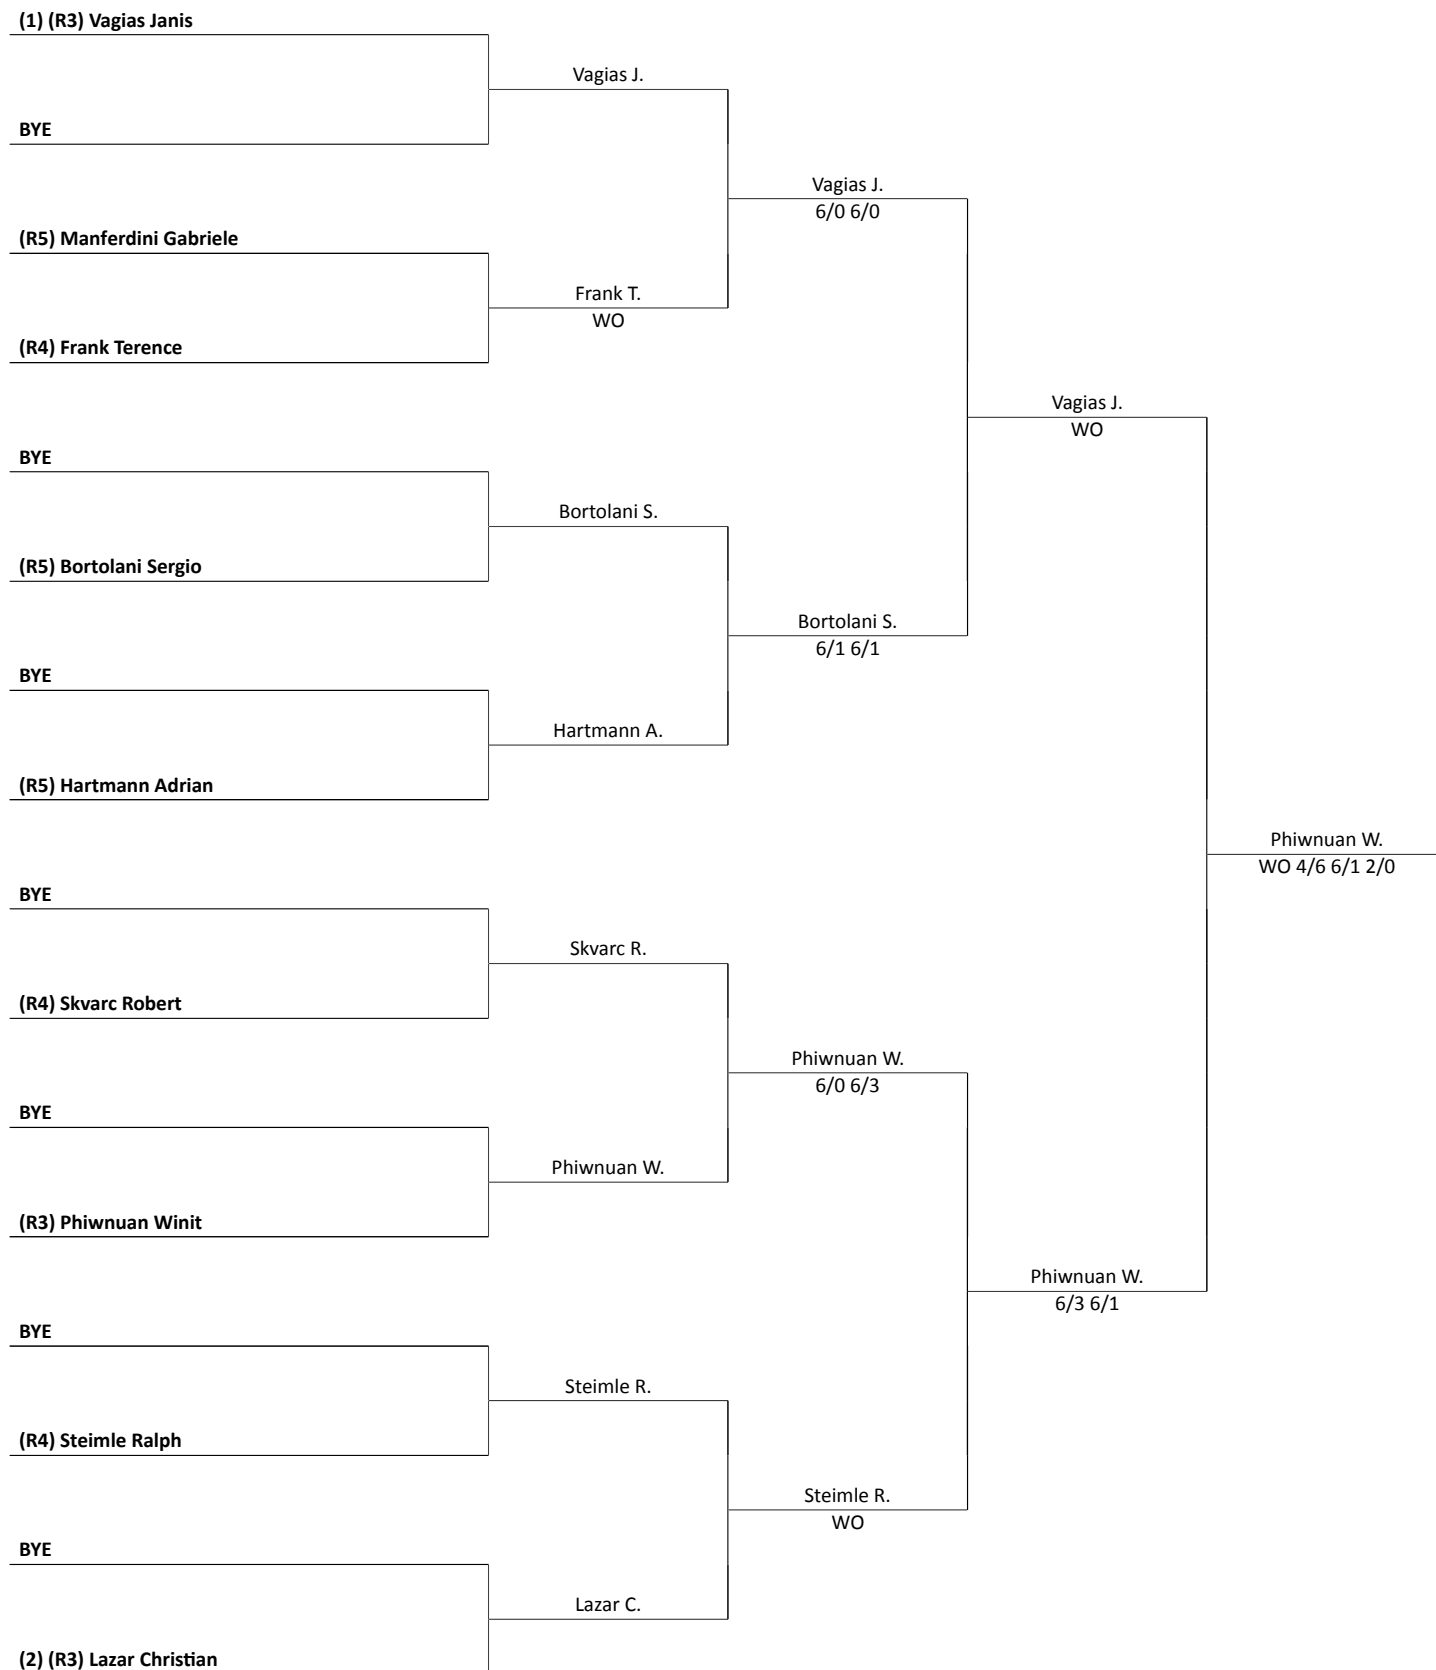 (1) (R3) Vagias Janis
Vagias J.
BYE
Vagias J.
6/0 6/0
(R5) Manferdini Gabriele
Frank T.
WO
(R4) Frank Terence
Vagias J.
WO
BYE
Bortolani S.
(R5) Bortolani Sergio
Bortolani S.
6/1 6/1
BYE
Hartmann A.
(R5) Hartmann Adrian
Phiwnuan W.
WO 4/6 6/1 2/0
BYE
Skvarc R.
(R4) Skvarc Robert
Phiwnuan W.
6/0 6/3
BYE
Phiwnuan W.
(R3) Phiwnuan Winit
Phiwnuan W.
6/3 6/1
BYE
Steimle R.
(R4) Steimle Ralph
Steimle R.
WO
BYE
Lazar C.
(2) (R3) Lazar Christian